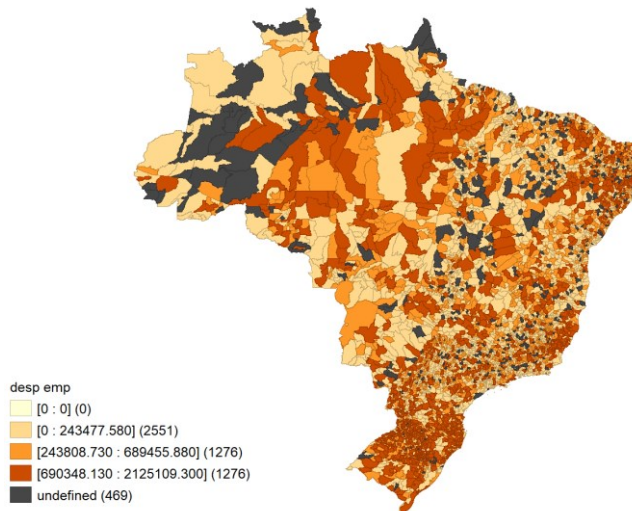 desp emp
[0 : 0] (0)
[0 : 243477.580] (2551)
[243808.730 : 689455.880] (1276)
[690348.130 : 2125109.300] (1276)
undefined (469)